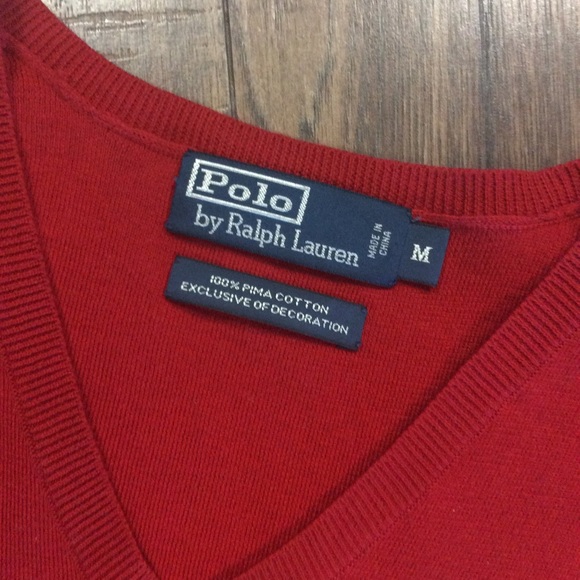 Polo
by Ralph Lauren
MADE IN
CHINA
M
100% PIMA COTTON
EXCLUSIVE OF DECORATION